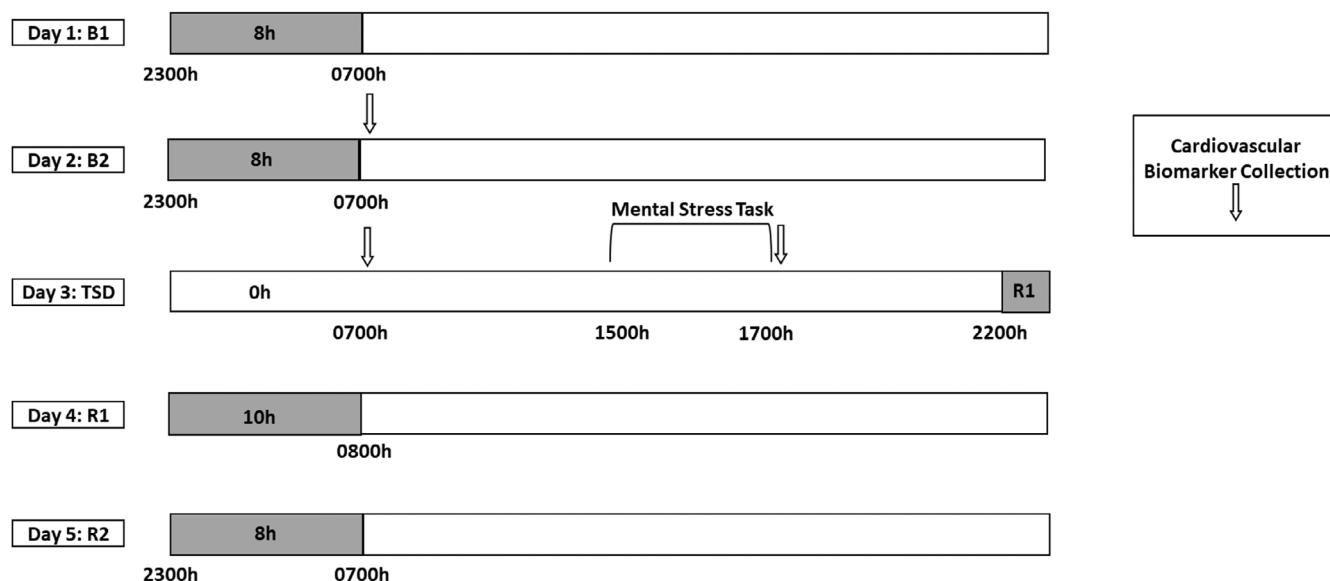 Day 1: B1
8h
2300h
0700h
Day 2: B2
8h
2300h
0700h
Mental Stress Task
Cardiovascular
Biomarker Collection
Day 3: TSD
0h
R1
0700h
1500h
1700h
2200h
Day 4: R1
10h
0800h
Day 5: R2
8h
2300h
0700h